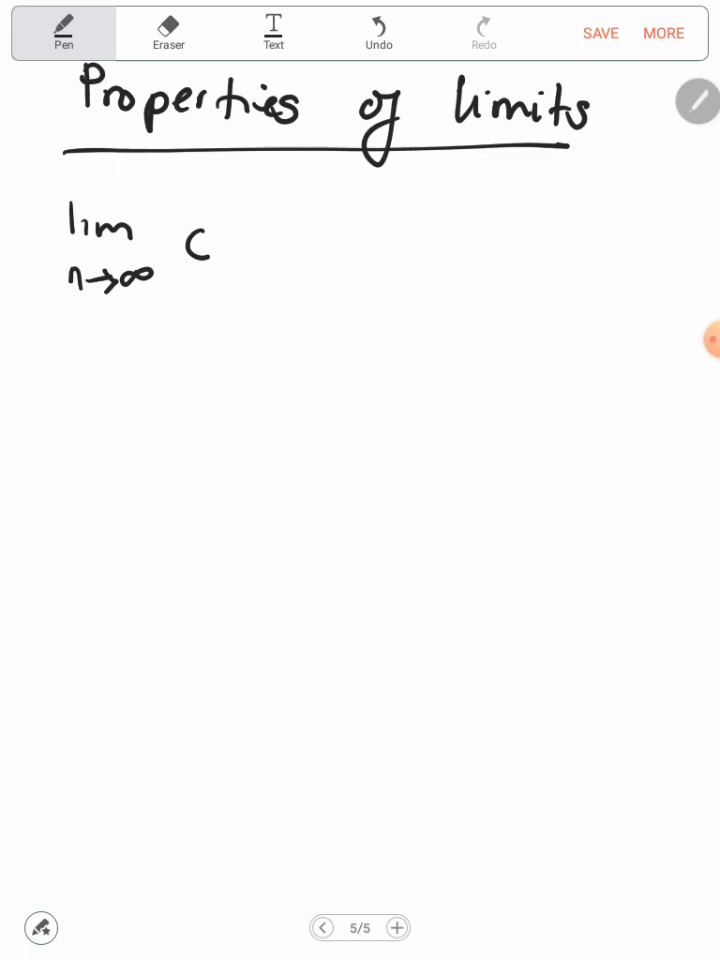 Pen Eraser Text Undo Redo SAVE MORE
Properties of limits
lim C
n→∞
5/5